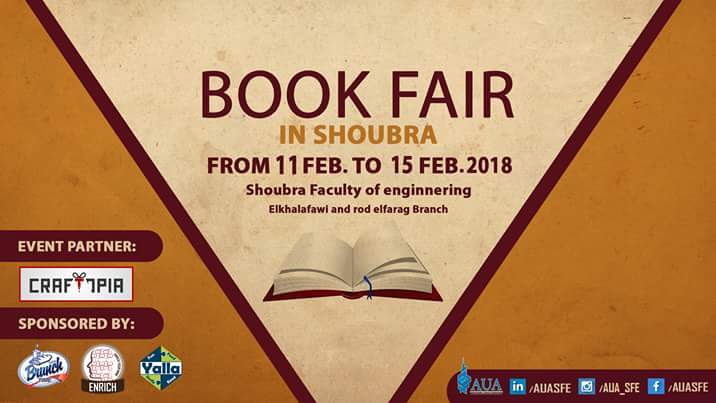 BOOK FAIR
IN SHOUBRA
FROM 11 FEB. TO 15 FEB. 2018
Shoubra Faculty of enginnering
Elkhalafawi and rod elfarag Branch
EVENT PARTNER:
CRAFTOPIA
SPONSORED BY:
Brunch
ENRICH
Yalla
AUA
/AUASFE
/AUA_SFE
/AUASFE